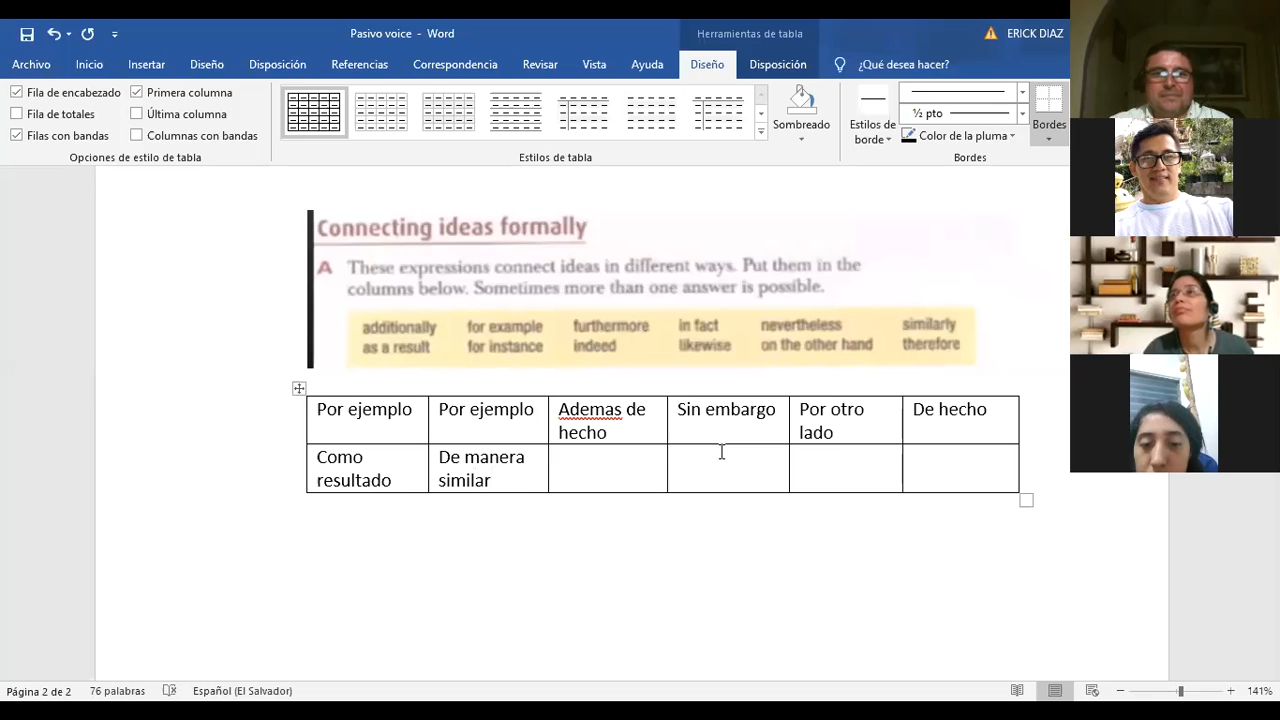 Pasivo voice - Word
Herramientas de tabla
ERICK DIAZ
Archivo Inicio Insertar Diseño Disposición Referencias Correspondencia Revisar Vista Ayuda Diseño Disposición ¿Qué desea hacer?
Fila de encabezado Primera columna
Fila de totales Última columna
Filas con bandas Columnas con bandas
Opciones de estilo de tabla
Estilos de tabla
Sombreado
Estilos de borde
½ pto
Color de la pluma
Bordes
Bordes
Connecting ideas formally
A These expressions connect ideas in different ways. Put them in the
columns below. Sometimes more than one answer is possible.
additionally for example furthermore in fact nevertheless similarly
as a result for instance indeed likewise on the other hand therefore
Por ejemplo Por ejemplo Ademas de hecho Sin embargo Por otro lado De hecho
Como resultado De manera similar
Página 2 de 2 76 palabras Español (El Salvador) 141%